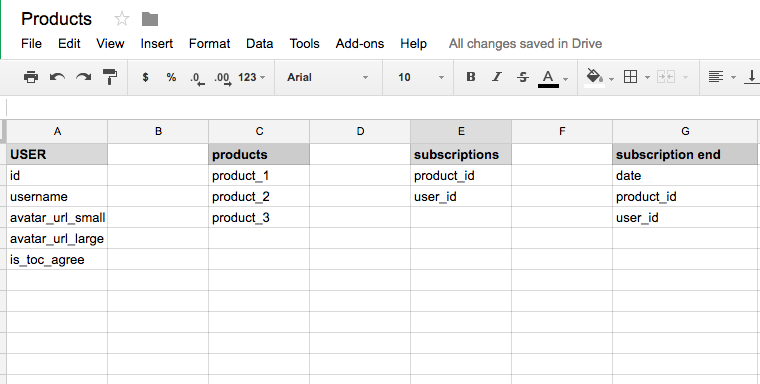 Products
File Edit View Insert Format Data Tools Add-ons Help All changes saved in Drive
$ % .0 .00 123 Arial 10 B I S A
A B C D E F G
USER products subscriptions subscription end
id product_1 product_id date
username product_2 user_id product_id
avatar_url_small product_3 user_id
avatar_url_large
is_toc_agree